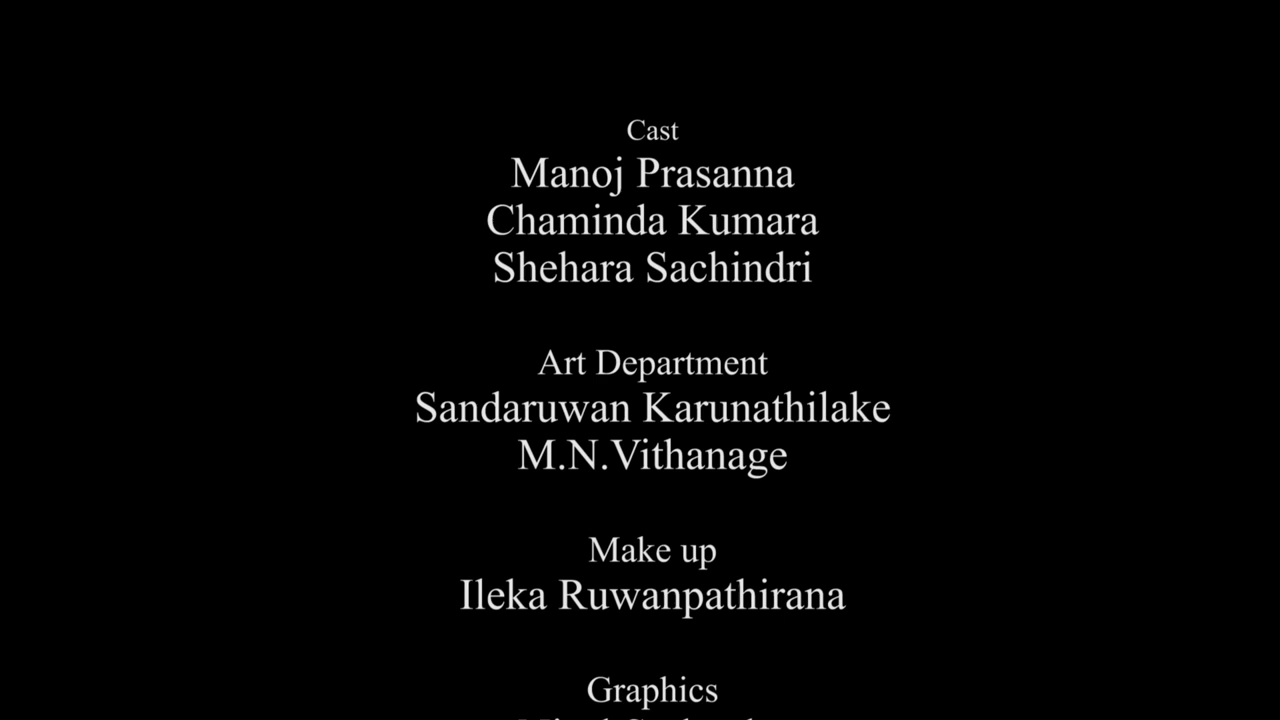 Cast
Manoj Prasanna
Chaminda Kumara
Shehara Sachindri
Art Department
Sandaruwan Karunathilake
M.N.Vithanage
Make up
Ileka Ruwanpathirana
Graphics